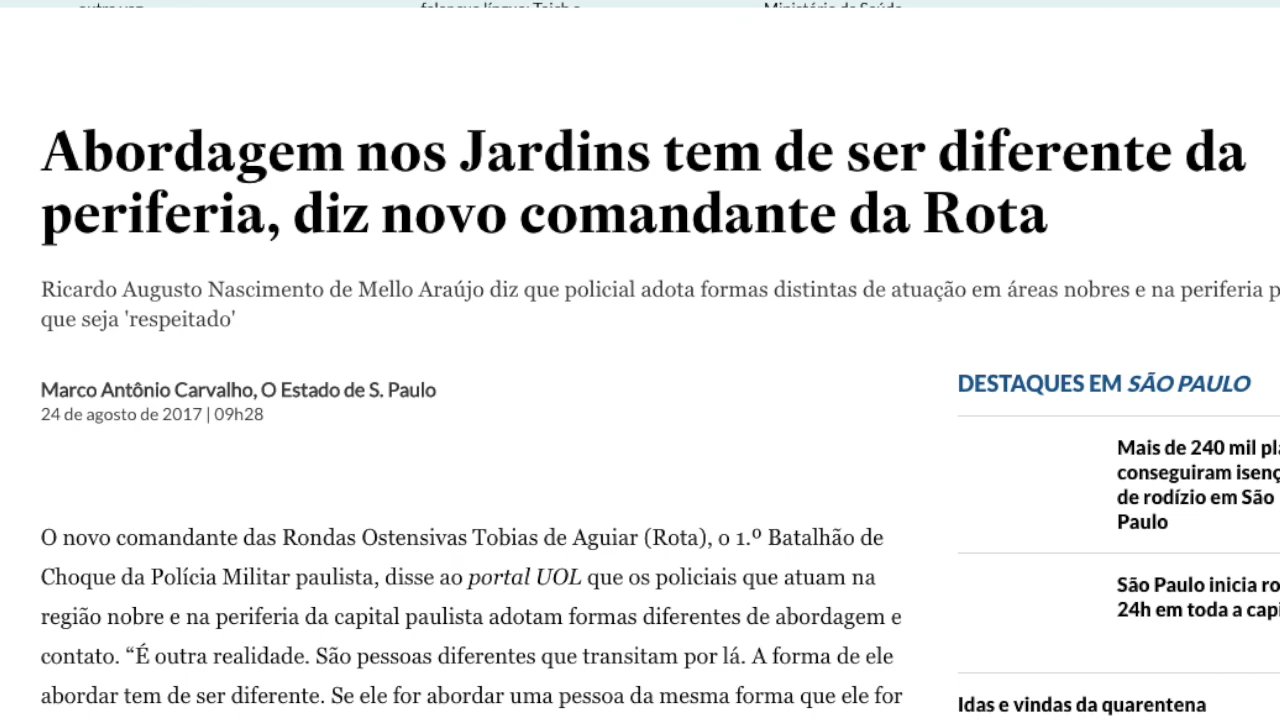 Abordagem nos Jardins tem de ser diferente da
periferia, diz novo comandante da Rota
Ricardo Augusto Nascimento de Mello Araújo diz que policial adota formas distintas de atuação em áreas nobres e na periferia
que seja 'respeitado'
Marco Antônio Carvalho, O Estado de S. Paulo
24 de agosto de 2017 | 09h28
O novo comandante das Rondas Ostensivas Tobias de Aguiar (Rota), o 1.º Batalhão de
Choque da Polícia Militar paulista, disse ao portal UOL que os policiais que atuam na
região nobre e na periferia da capital paulista adotam formas diferentes de abordagem e
contato. “É outra realidade. São pessoas diferentes que transitam por lá. A forma de ele
abordar tem de ser diferente. Se ele for abordar uma pessoa da mesma forma que ele for
DESTAQUES EM SÃO PAULO
Mais de 240 mil
conseguiram
de rodízio em São
Paulo
São Paulo inicia
24h em toda a
Idas e vindas da quarentena